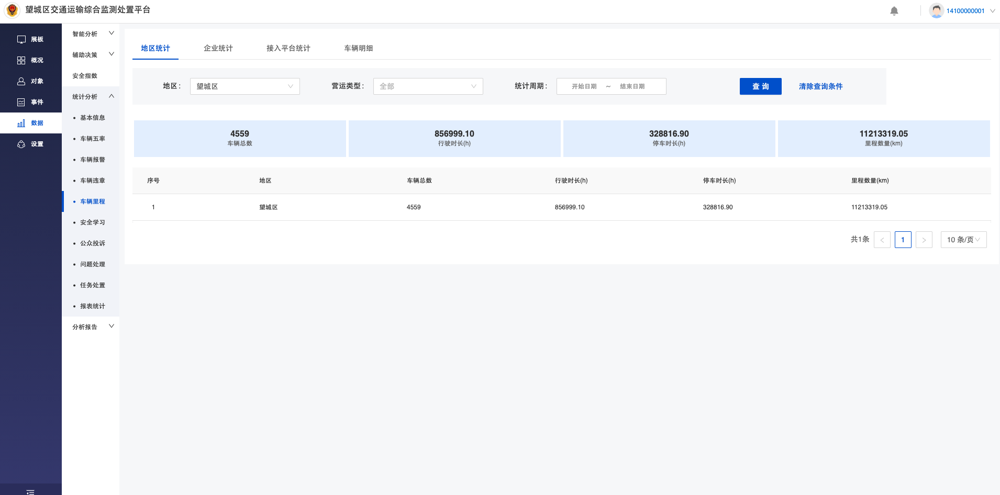 望城区交通运输综合监测处置平台
14100000001
展板
概况
对象
事件
数据
设置
智能分析
辅助决策
安全指数
统计分析
• 基本信息
• 车辆五率
• 车辆报警
• 车辆违章
• 车辆里程
• 安全学习
• 公众投诉
• 问题处理
• 任务处置
• 报表统计
分析报告
地区统计 企业统计 接入平台统计 车辆明细
地区: 望城区 营运类型: 全部 统计周期: 开始日期 ~ 结束日期 查 询 清除查询条件
4559 856999.10 328816.90 11213319.05
车辆总数 行驶时长(h) 停车时长(h) 里程数量(km)
序号 地区 车辆总数 行驶时长(h) 停车时长(h) 里程数量(km)
1 望城区 4559 856999.10 328816.90 11213319.05
共1条 < 1 > 10 条/页